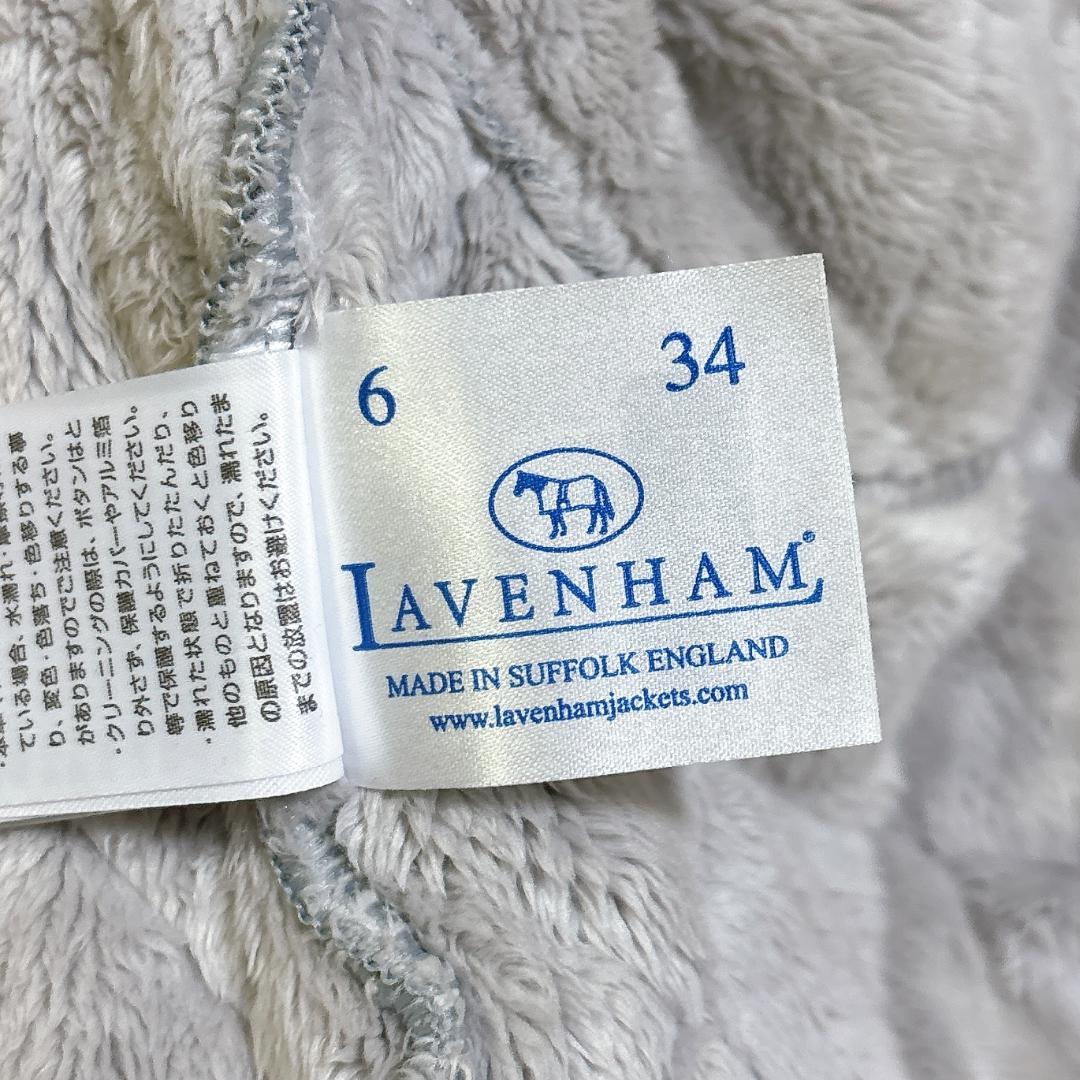 6
34
LAVENHAM®
MADE IN SUFFOLK ENGLAND
www.lavenhamjackets.com
ている場合、水濡れ・摩擦
り、変色・色落ち・色移りする事
がありますのでご注意ください。
・クリーニングの際は、ボタンはと
り外さず、保護カバーやアルミ箔
等で保護するようにしてください。
・濡れた状態で折りたたんだり、
他のものと重ねておくと色移り
の原因となりますので、濡れたま
までの放置はお避けください。